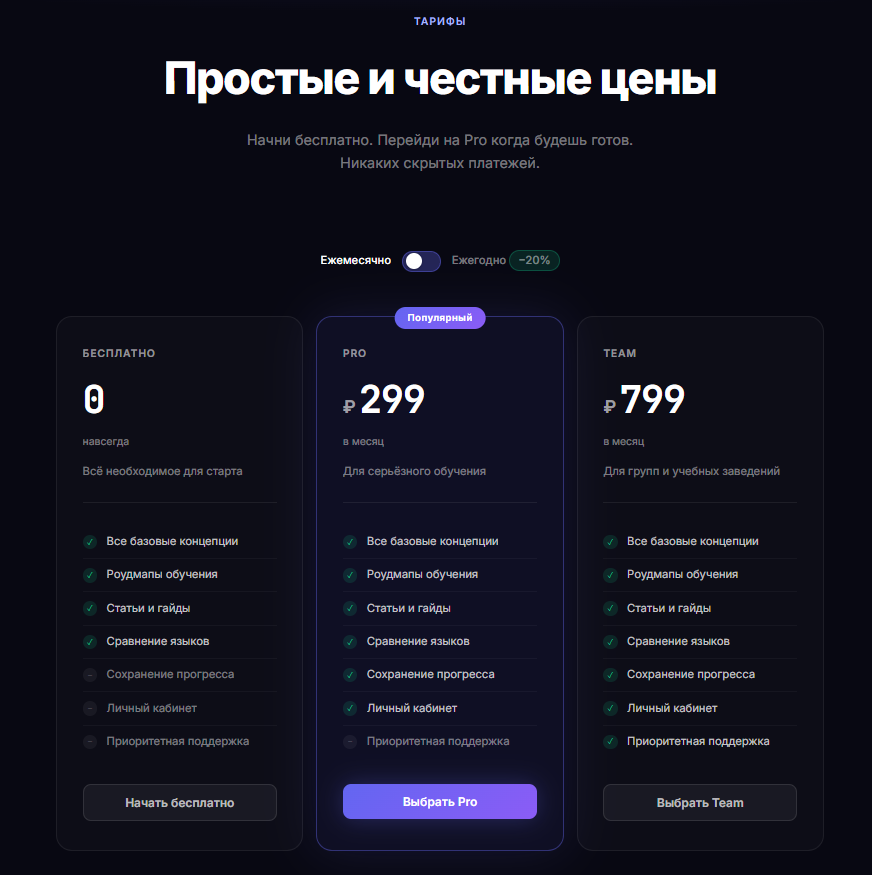 ТАРИФЫ
Простые и честные цены
Начни бесплатно. Перейди на Pro когда будешь готов.
Никаких скрытых платежей.
Ежемесячно Ежегодно −20%
БЕСПЛАТНО
0
навсегда
Всё необходимое для старта
✓ Все базовые концепции
✓ Роудмапы обучения
✓ Статьи и гайды
✓ Сравнение языков
− Сохранение прогресса
− Личный кабинет
− Приоритетная поддержка
Начать бесплатно
Популярный
PRO
₽ 299
в месяц
Для серьёзного обучения
✓ Все базовые концепции
✓ Роудмапы обучения
✓ Статьи и гайды
✓ Сравнение языков
✓ Сохранение прогресса
✓ Личный кабинет
− Приоритетная поддержка
Выбрать Pro
TEAM
₽ 799
в месяц
Для групп и учебных заведений
✓ Все базовые концепции
✓ Роудмапы обучения
✓ Статьи и гайды
✓ Сравнение языков
✓ Сохранение прогресса
✓ Личный кабинет
✓ Приоритетная поддержка
Выбрать Team